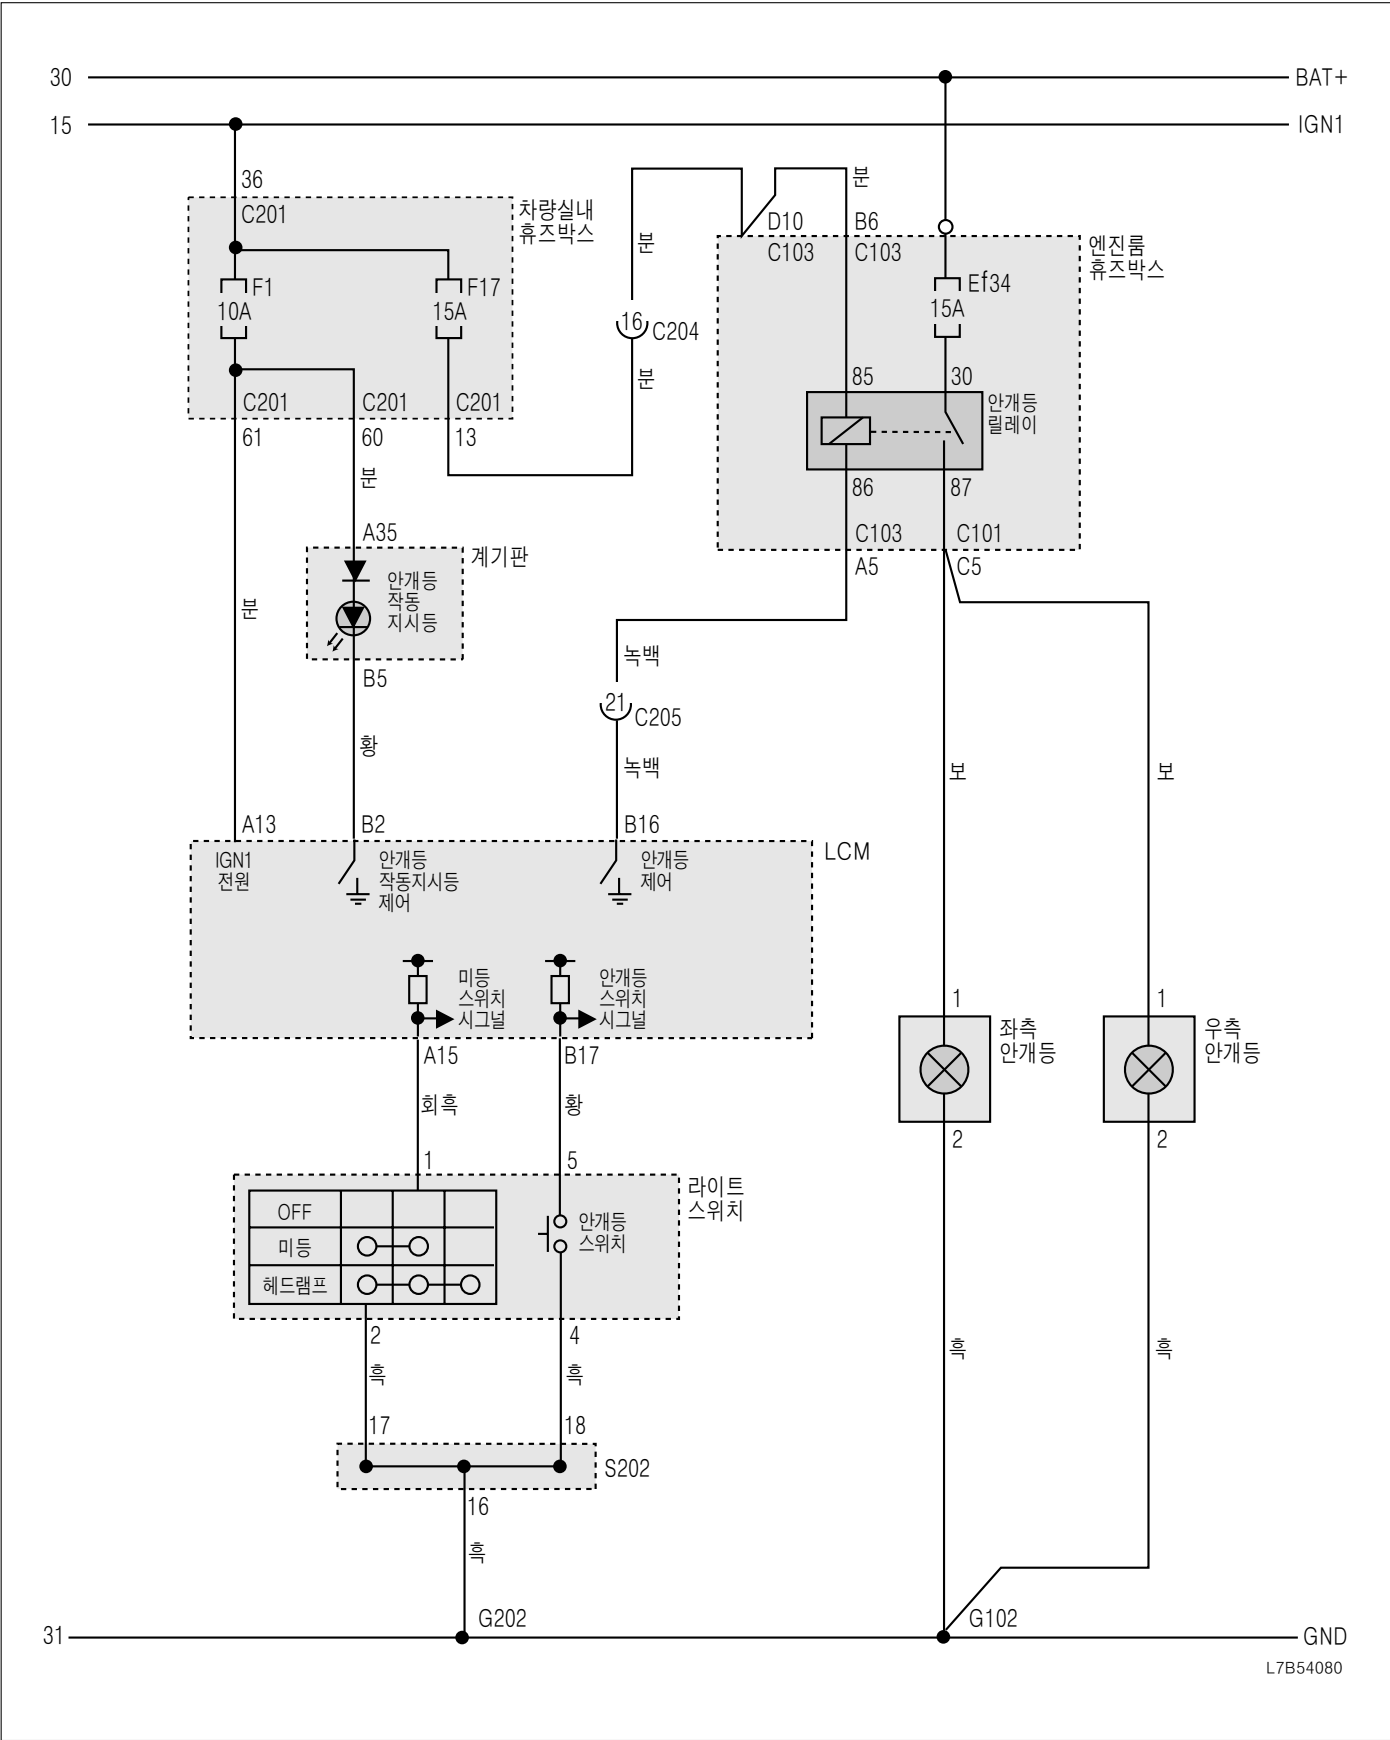 30
BAT+
15
IGN1
36
C201
차량실내
휴즈박스
F1
10A
F17
15A
C201
C201
C201
61
60
13
분
분
16
C204
분
분
D10
B6
C103
C103
엔진룸
휴즈박스
Ef34
15A
85
30
안개등
릴레이
86
87
C103
C101
A5
C5
A35
계기판
안개등
작동
지시등
B5
분
황
녹백
21
C205
녹백
보
보
A13
B2
B16
LCM
IGN1
전원
안개등
작동지시등
제어
안개등
제어
미등
스위치
시그널
안개등
스위치
시그널
A15
B17
회흑
황
1
5
라이트
스위치
OFF
미등
헤드램프
안개등
스위치
2
4
흑
흑
17
18
S202
16
흑
1
1
좌측
안개등
우측
안개등
2
2
흑
흑
G202
G102
31
GND
L7B54080